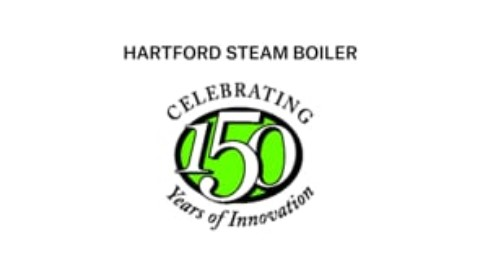 HARTFORD STEAM BOILER
CELEBRATING
150
Years of Innovation